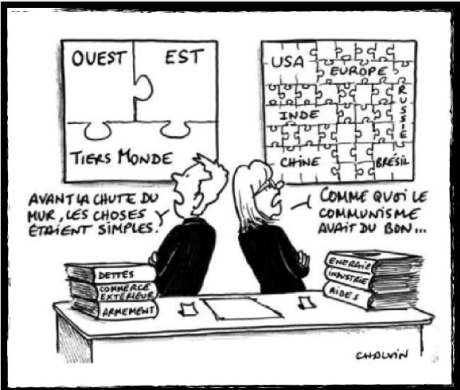 OUEST EST
TIERS MONDE
USA
EUROPE
RUSSIE
INDE
CHINE
BRÉSIL
AVANT LA CHUTE DU
MUR, LES CHOSES
ÉTAIENT SIMPLES!
COMME QUOI LE
COMMUNISME
AVAIT DU BON...
DETTES
COMMERCE
EXTÉRIEUR
ARMEMENT
ENERGIE
INDUSTRIE
AIDES
CHALVIN